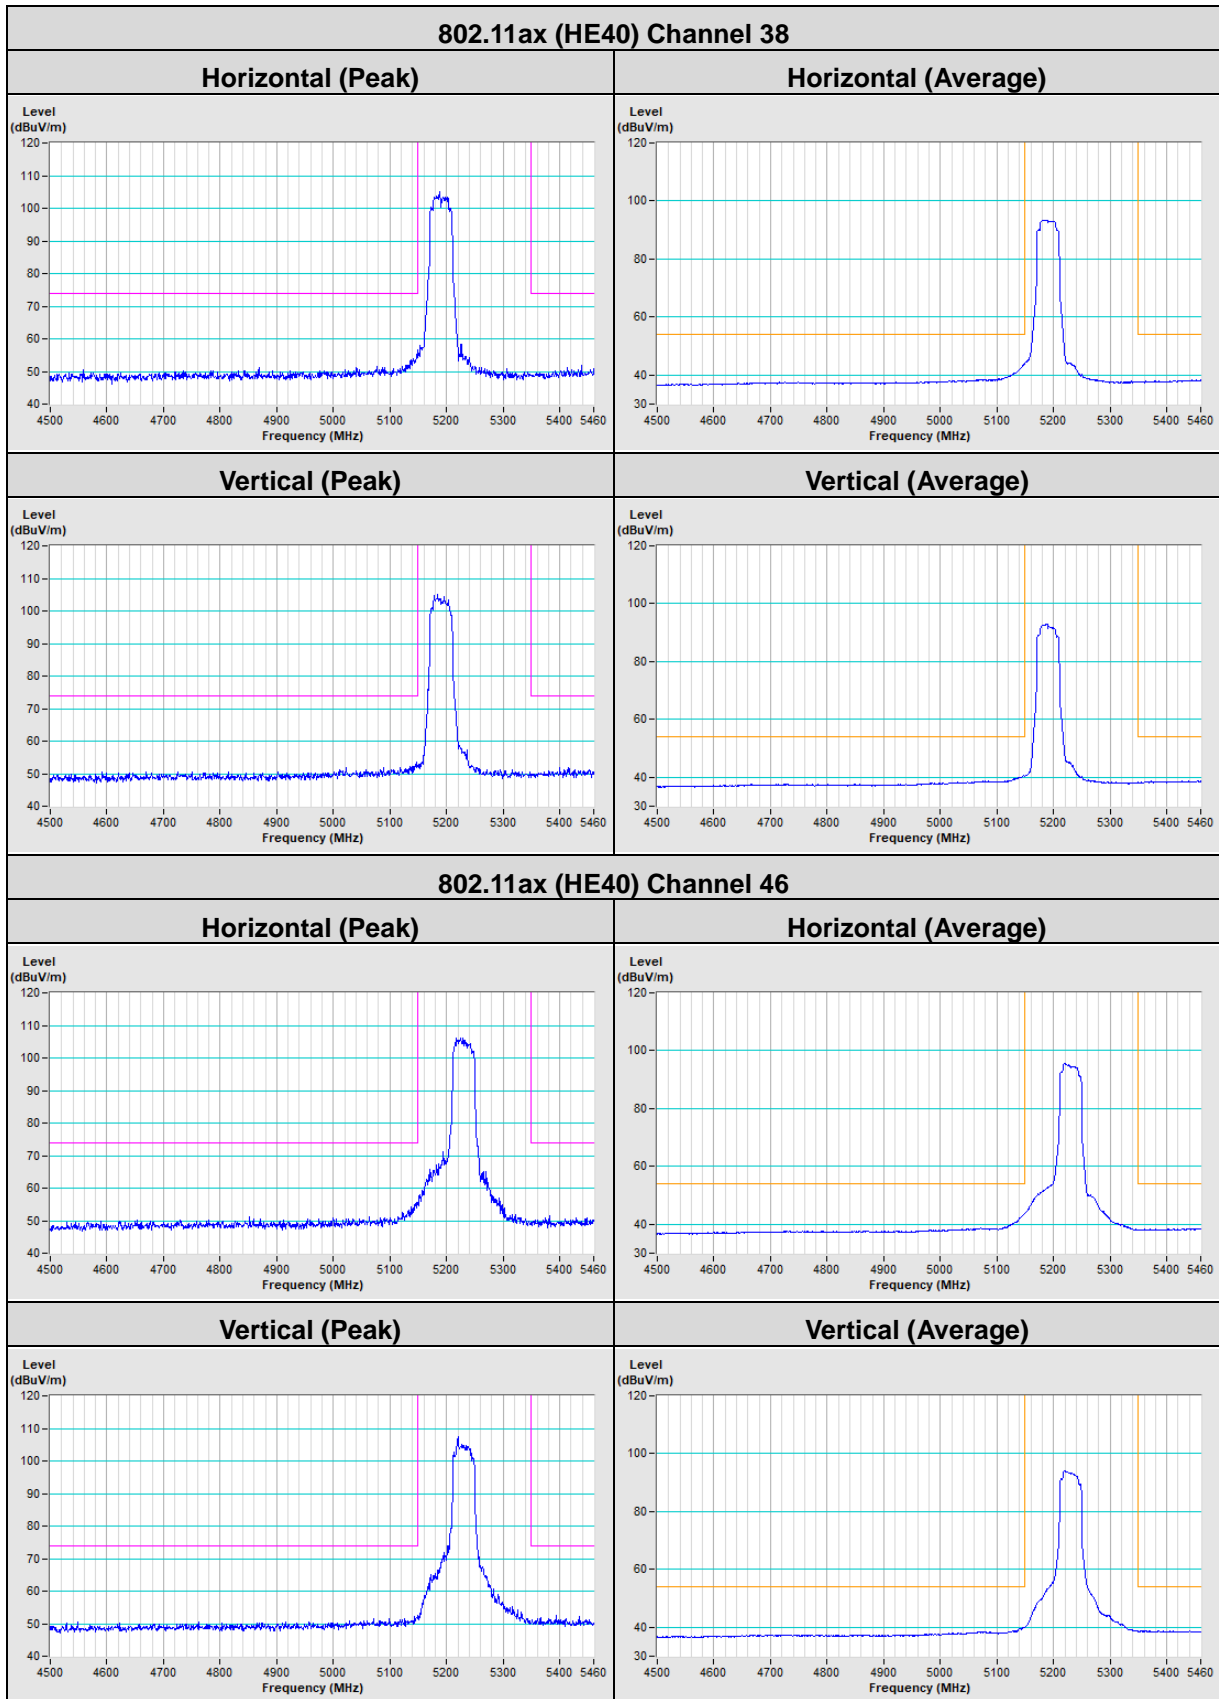 802.11ax (HE40) Channel 38
Horizontal (Peak)
Horizontal (Average)
Level
(dBuV/m)
120
110
100
90
80
70
60
50
40
4500 4600 4700 4800 4900 5000 5100 5200 5300 5400 5460
Frequency (MHz)
Level
(dBuV/m)
120
100
80
60
40
30
4500 4600 4700 4800 4900 5000 5100 5200 5300 5400 5460
Frequency (MHz)
Vertical (Peak)
Vertical (Average)
Level
(dBuV/m)
120
110
100
90
80
70
60
50
40
4500 4600 4700 4800 4900 5000 5100 5200 5300 5400 5460
Frequency (MHz)
Level
(dBuV/m)
120
100
80
60
40
30
4500 4600 4700 4800 4900 5000 5100 5200 5300 5400 5460
Frequency (MHz)
802.11ax (HE40) Channel 46
Horizontal (Peak)
Horizontal (Average)
Level
(dBuV/m)
120
110
100
90
80
70
60
50
40
4500 4600 4700 4800 4900 5000 5100 5200 5300 5400 5460
Frequency (MHz)
Level
(dBuV/m)
120
100
80
60
40
30
4500 4600 4700 4800 4900 5000 5100 5200 5300 5400 5460
Frequency (MHz)
Vertical (Peak)
Vertical (Average)
Level
(dBuV/m)
120
110
100
90
80
70
60
50
40
4500 4600 4700 4800 4900 5000 5100 5200 5300 5400 5460
Frequency (MHz)
Level
(dBuV/m)
120
100
80
60
40
30
4500 4600 4700 4800 4900 5000 5100 5200 5300 5400 5460
Frequency (MHz)